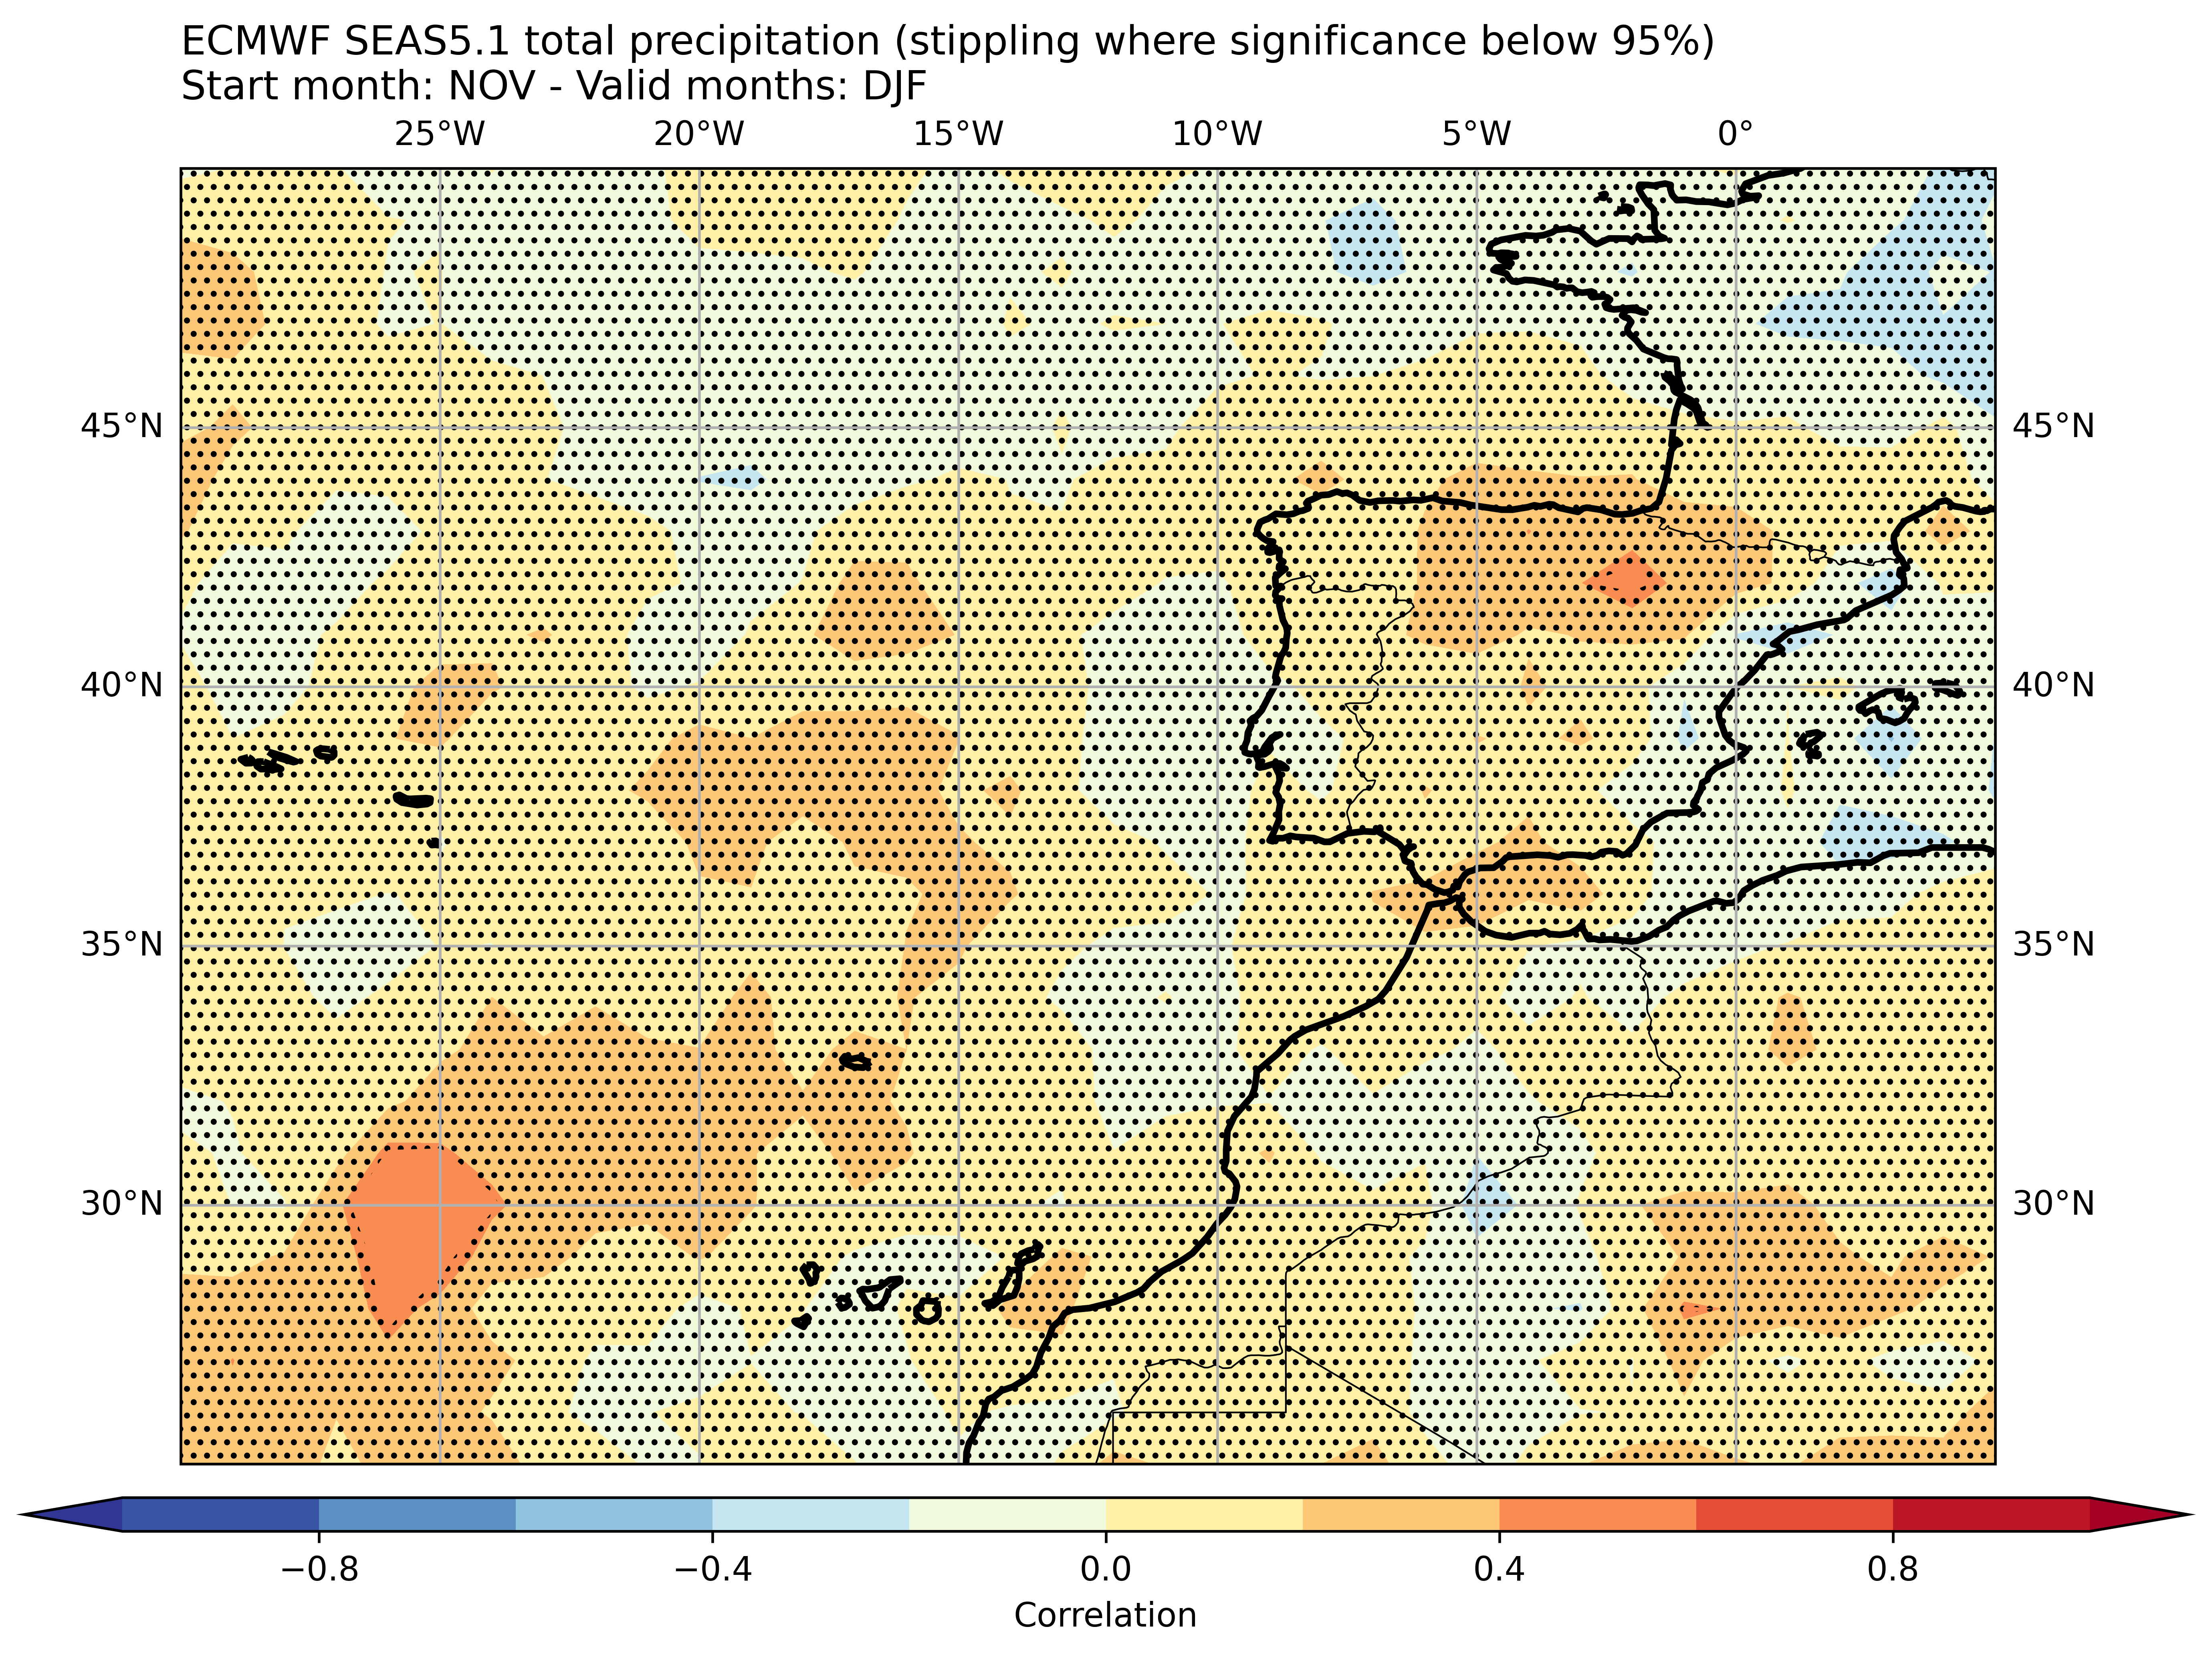 ECMWF SEAS5.1 total precipitation (stippling where significance below 95%)
Start month: NOV - Valid months: DJF
25°W 20°W 15°W 10°W 5°W 0°
45°N 45°N
40°N 40°N
35°N 35°N
30°N 30°N
−0.8 −0.4 0.0 0.4 0.8
Correlation